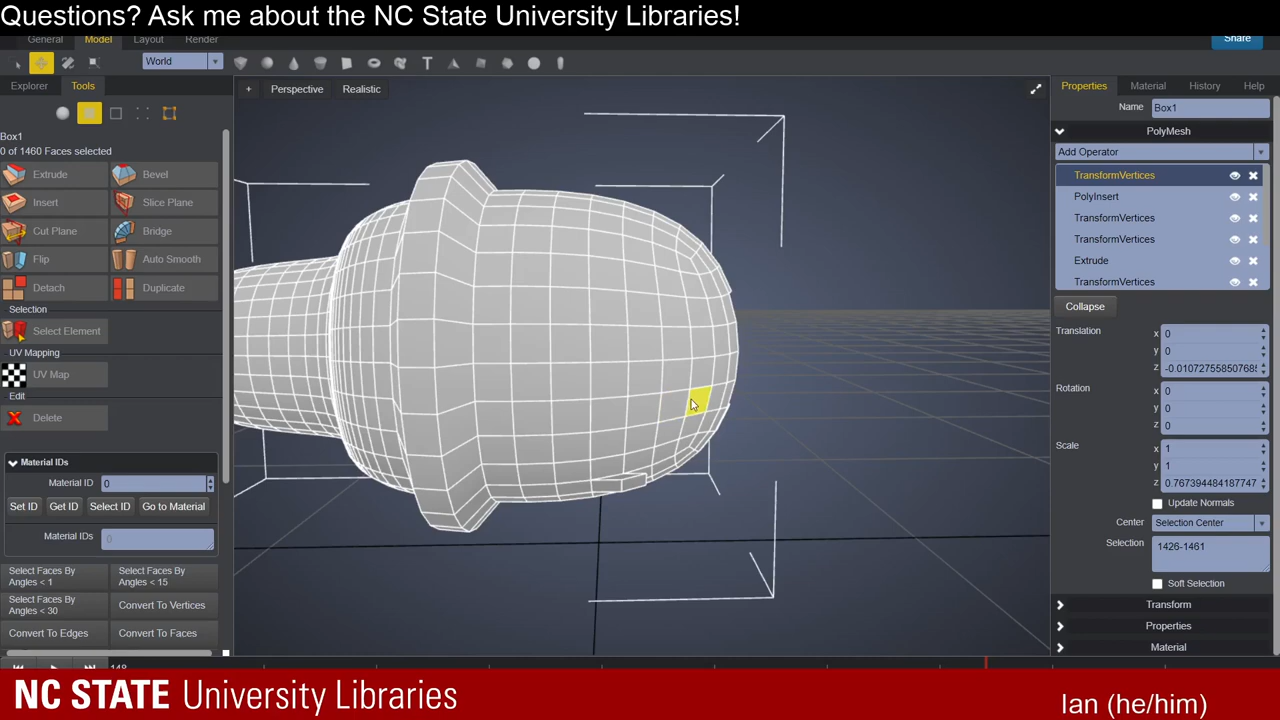 Questions? Ask me about the NC State University Libraries!
General Model Layout Render Share
World
Explorer Tools + Perspective Realistic Properties Material History Help
Name Box1
PolyMesh
Box1
0 of 1460 Faces selected
Add Operator
Extrude Bevel
TransformVertices
Insert Slice Plane
PolyInsert
TransformVertices
Cut Plane Bridge
TransformVertices
Flip Auto Smooth
Extrude
Detach Duplicate
TransformVertices
Selection
Collapse
Select Element
Translation x 0
y 0
z -0.010727558507685
UV Mapping
UV Map
Edit
Delete
Rotation x 0
y 0
z 0
Scale x 1
y 1
z 0.767394484187747
Material IDs
Material ID 0
Set ID Get ID Select ID Go to Material
Material IDs 0
Update Normals
Center Selection Center
Selection 1426-1461
Soft Selection
Select Faces By Angles < 1 Select Faces By Angles < 15
Select Faces By Angles < 30 Convert To Vertices
Convert To Edges Convert To Faces
Transform
Properties
Material
148
NC STATE University Libraries
Ian (he/him)